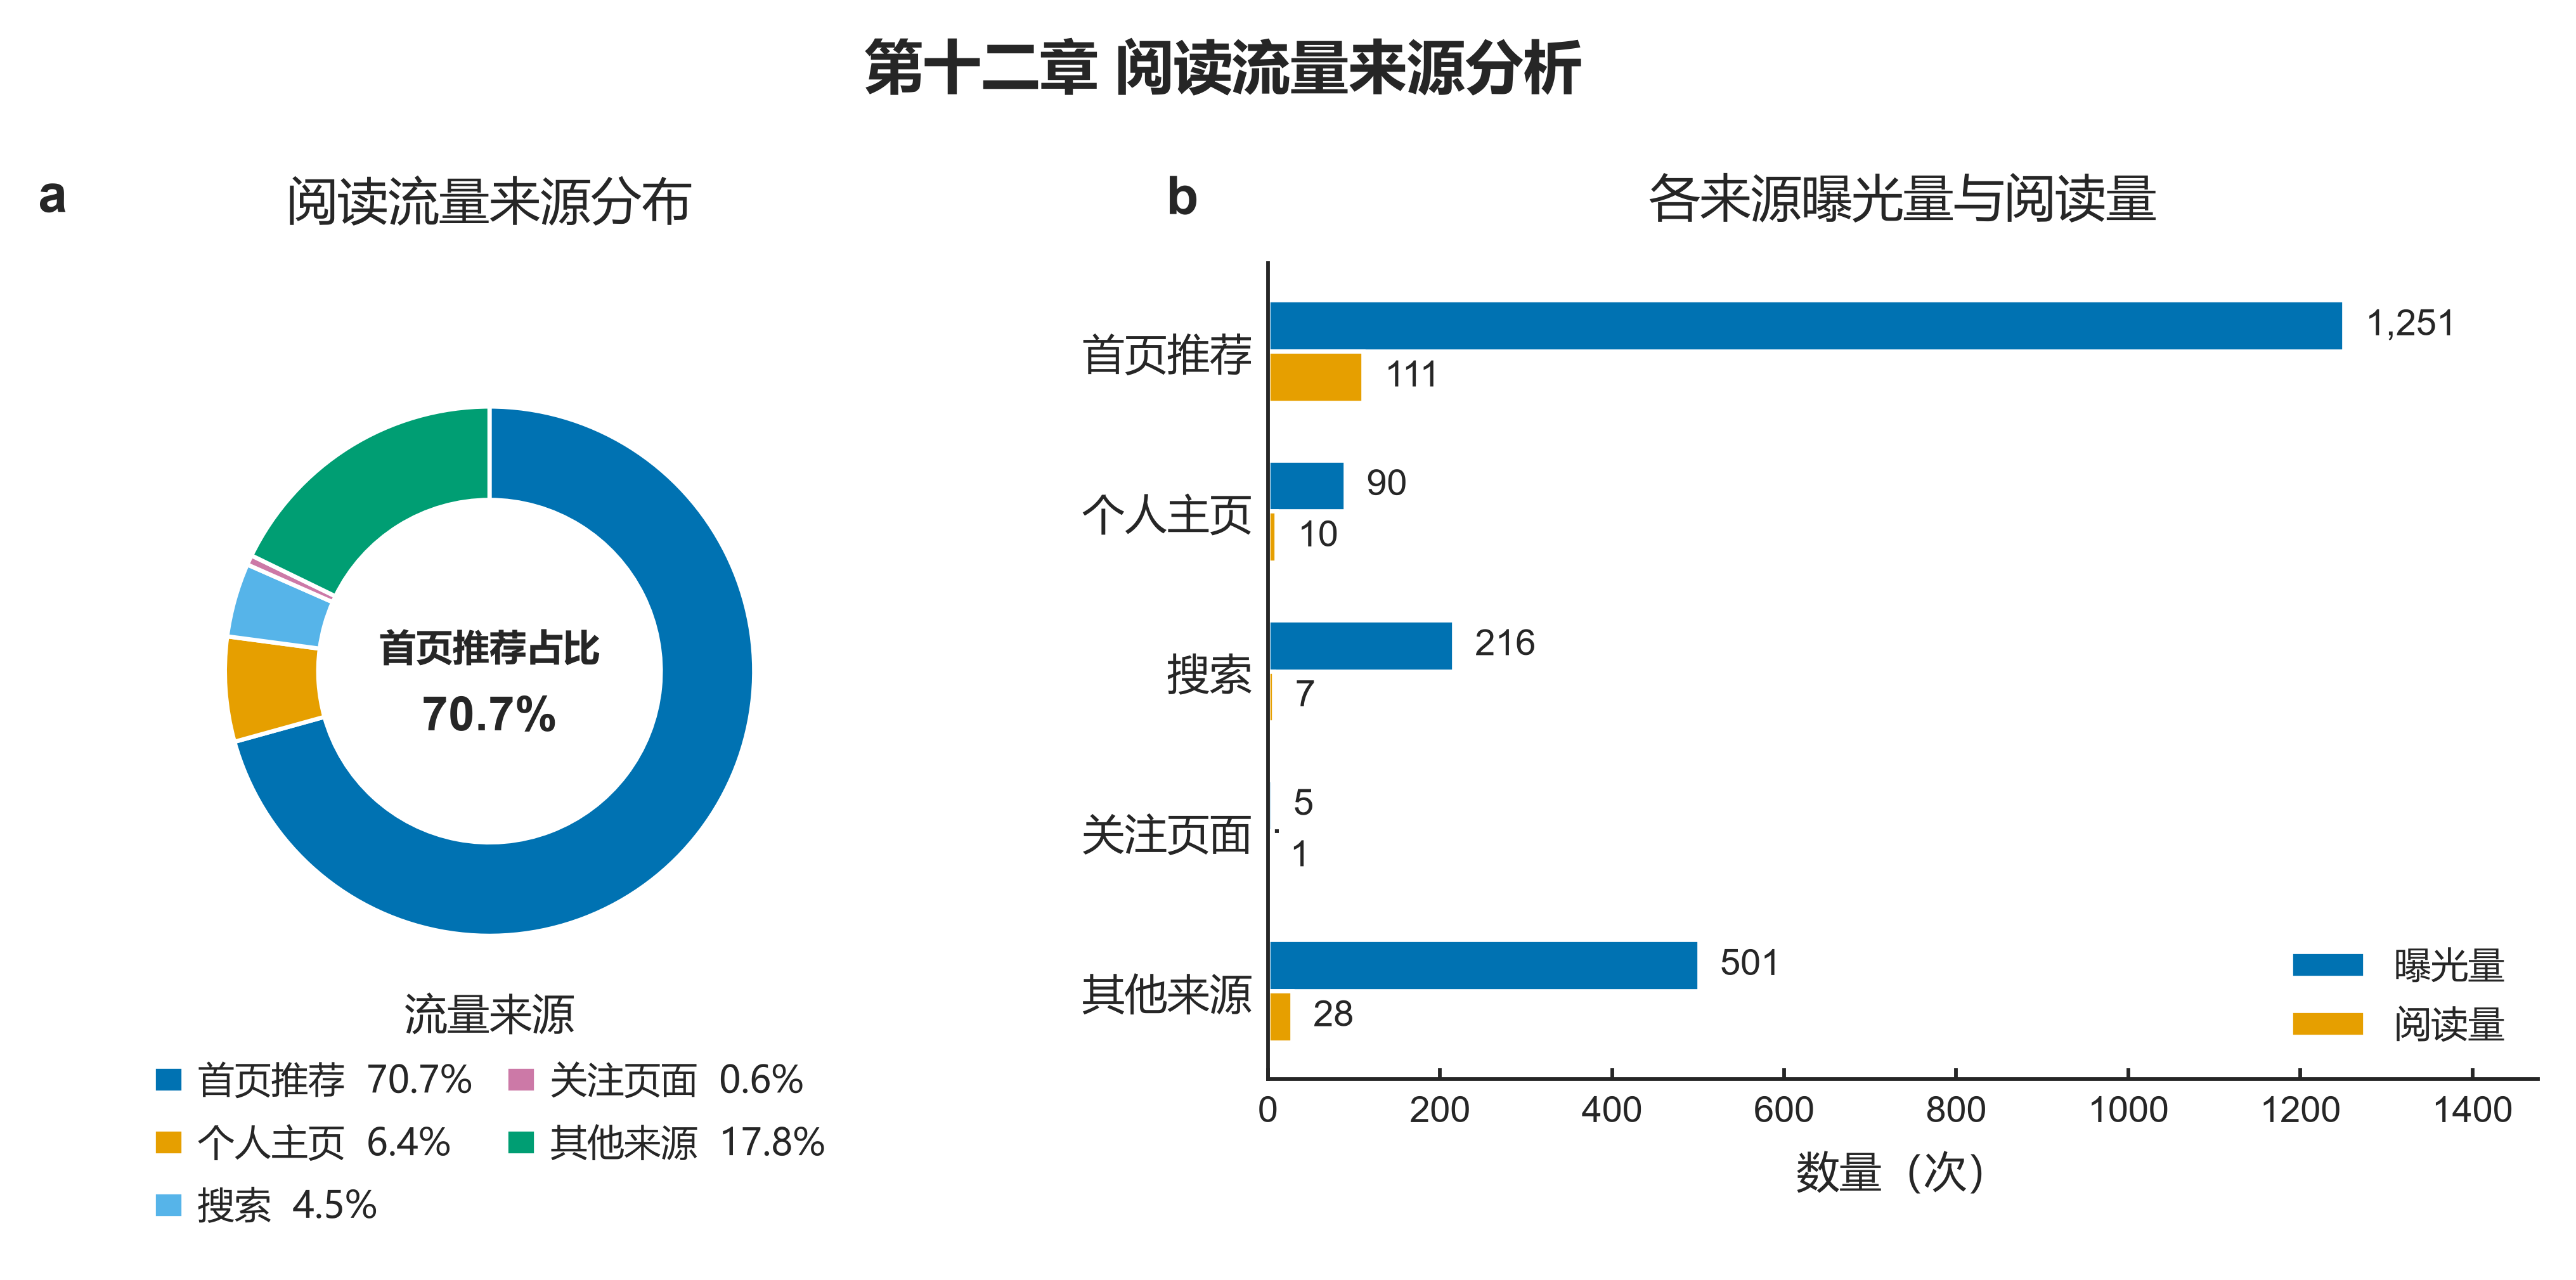 第十二章 阅读流量来源分析
a
阅读流量来源分布
首页推荐占比
70.7%
流量来源
首页推荐 70.7%
个人主页 6.4%
搜索 4.5%
关注页面 0.6%
其他来源 17.8%
b
各来源曝光量与阅读量
首页推荐
1,251
111
个人主页
90
10
搜索
216
7
关注页面
5
1
其他来源
501
28
曝光量
阅读量
0 200 400 600 800 1000 1200 1400
数量（次）